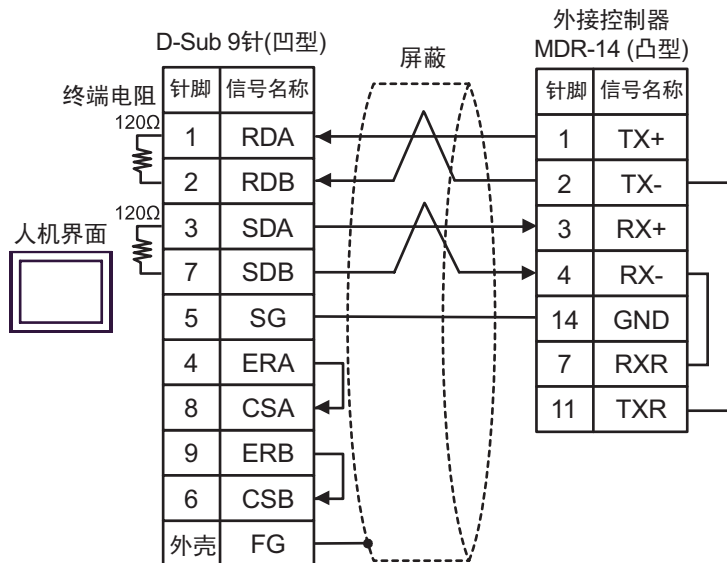 外接控制器
D-Sub 9针(凹型)
屏蔽
MDR-14 (凸型)
终端电阻
针脚 信号名称
针脚 信号名称
120Ω
1 RDA
1 TX+
2 RDB
2 TX-
120Ω
3 SDA
3 RX+
人机界面
7 SDB
4 RX-
5 SG
14 GND
4 ERA
7 RXR
8 CSA
11 TXR
9 ERB
6 CSB
外壳 FG